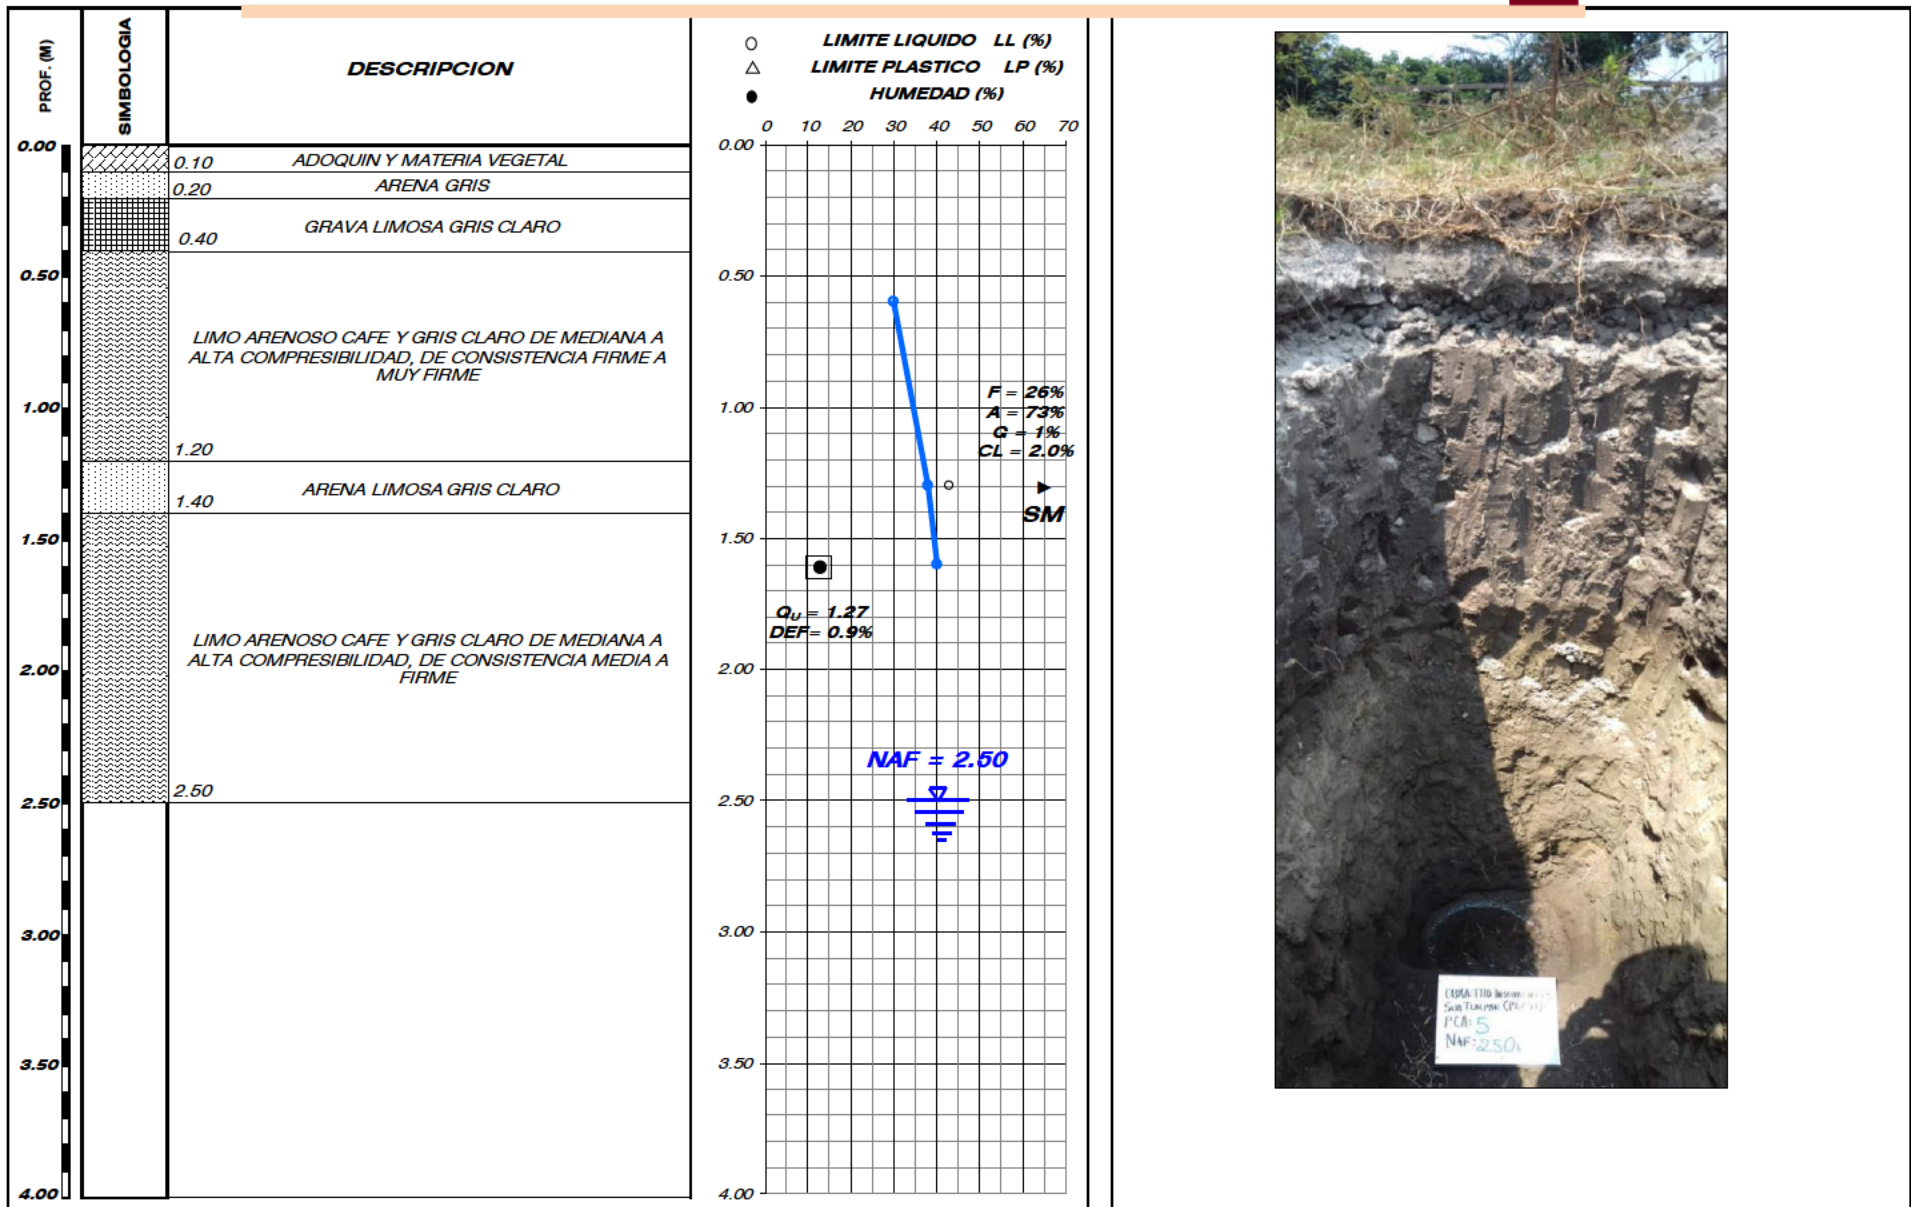 PROF. (M)
SIMBOLOGIA
DESCRIPCION
LIMITE LIQUIDO LL (%)
LIMITE PLASTICO LP (%)
HUMEDAD (%)
0 10 20 30 40 50 60 70
0.00
0.50
1.00
1.50
2.00
2.50
3.00
3.50
4.00
0.10 ADOQUIN Y MATERIA VEGETAL
0.20 ARENA GRIS
GRAVA LIMOSA GRIS CLARO
0.40
LIMO ARENOSO CAFE Y GRIS CLARO DE MEDIANA A
ALTA COMPRESIBILIDAD, DE CONSISTENCIA FIRME A
MUY FIRME
1.20
ARENA LIMOSA GRIS CLARO
1.40
LIMO ARENOSO CAFE Y GRIS CLARO DE MEDIANA A
ALTA COMPRESIBILIDAD, DE CONSISTENCIA MEDIA A
FIRME
2.50
0.00
0.50
1.00
1.50
2.00
2.50
3.00
3.50
4.00
F = 26%
A = 73%
G = 1%
CL = 2.0%
SM
QU = 1.27
DEF= 0.9%
NAF = 2.50
OBRA:
SUR TLALPAN
PCA: 5
NAF: 2.50